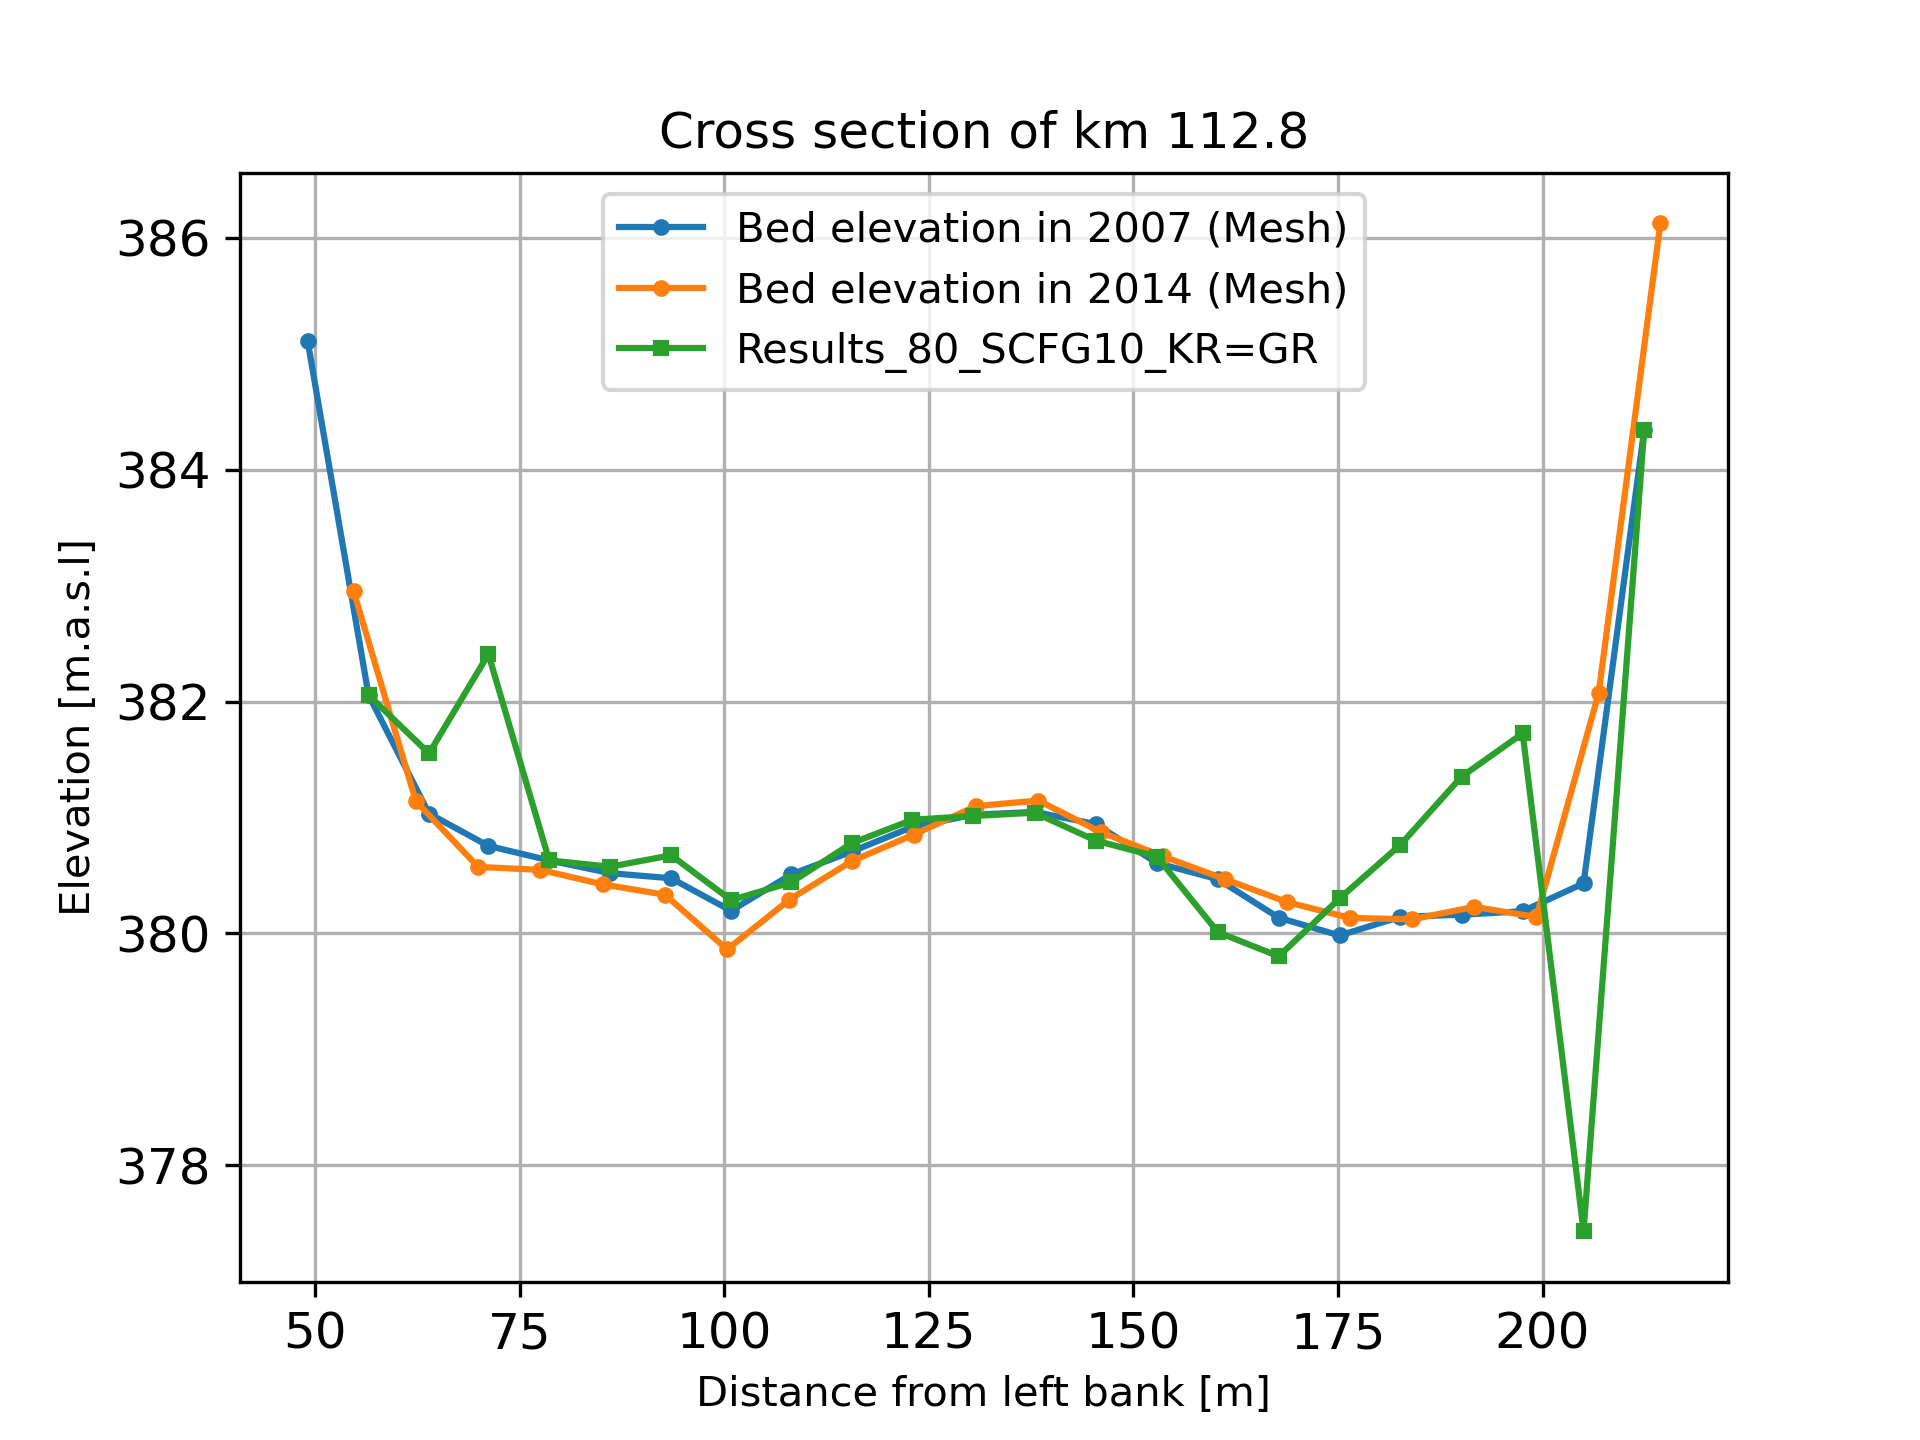 Cross section of km 112.8
Bed elevation in 2007 (Mesh)
Bed elevation in 2014 (Mesh)
Results_80_SCFG10_KR=GR
Elevation [m.a.s.l]
386
384
382
380
378
50 75 100 125 150 175 200
Distance from left bank [m]